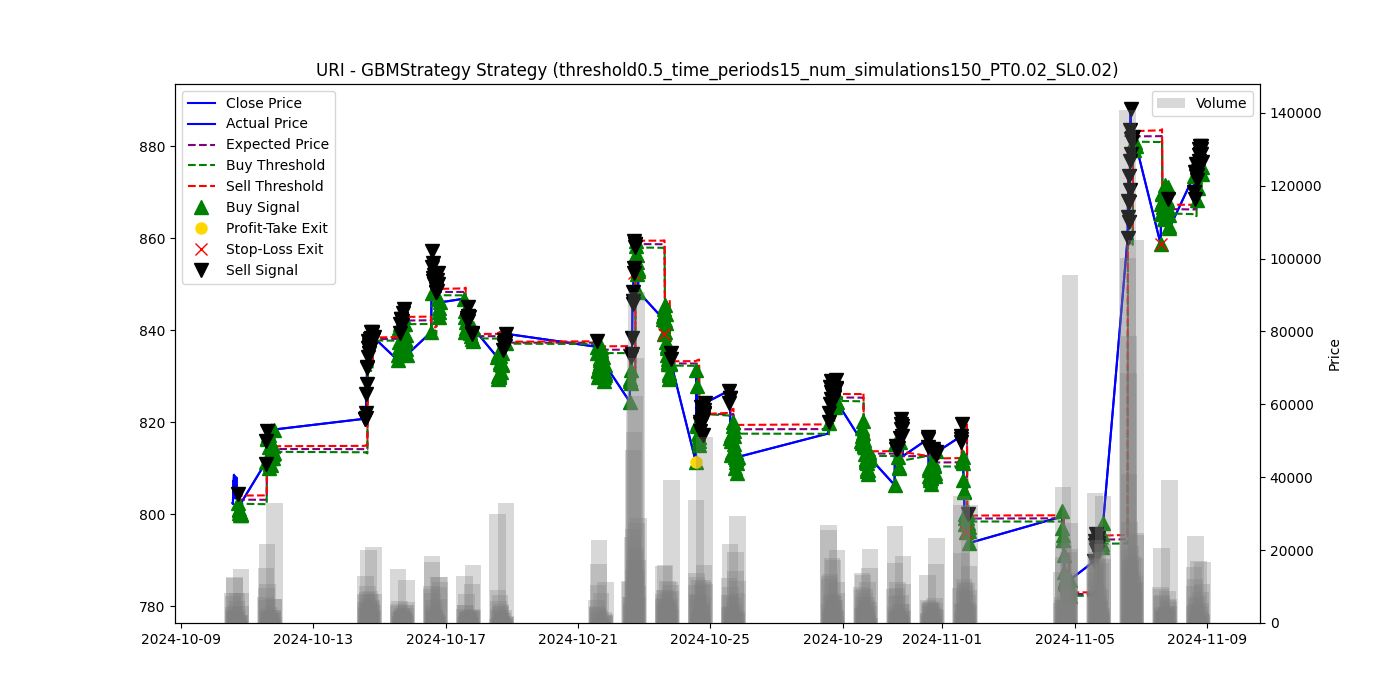 URI - GBMStrategy Strategy (threshold0.5_time_periods15_num_simulations150_PT0.02_SL0.02)
Close Price
Actual Price
Expected Price
Buy Threshold
Sell Threshold
Buy Signal
Profit-Take Exit
Stop-Loss Exit
Sell Signal
Volume
880
860
840
820
800
780
140000
120000
100000
80000
60000
40000
20000
0
Price
2024-10-09
2024-10-13
2024-10-17
2024-10-21
2024-10-25
2024-10-29
2024-11-01
2024-11-05
2024-11-09